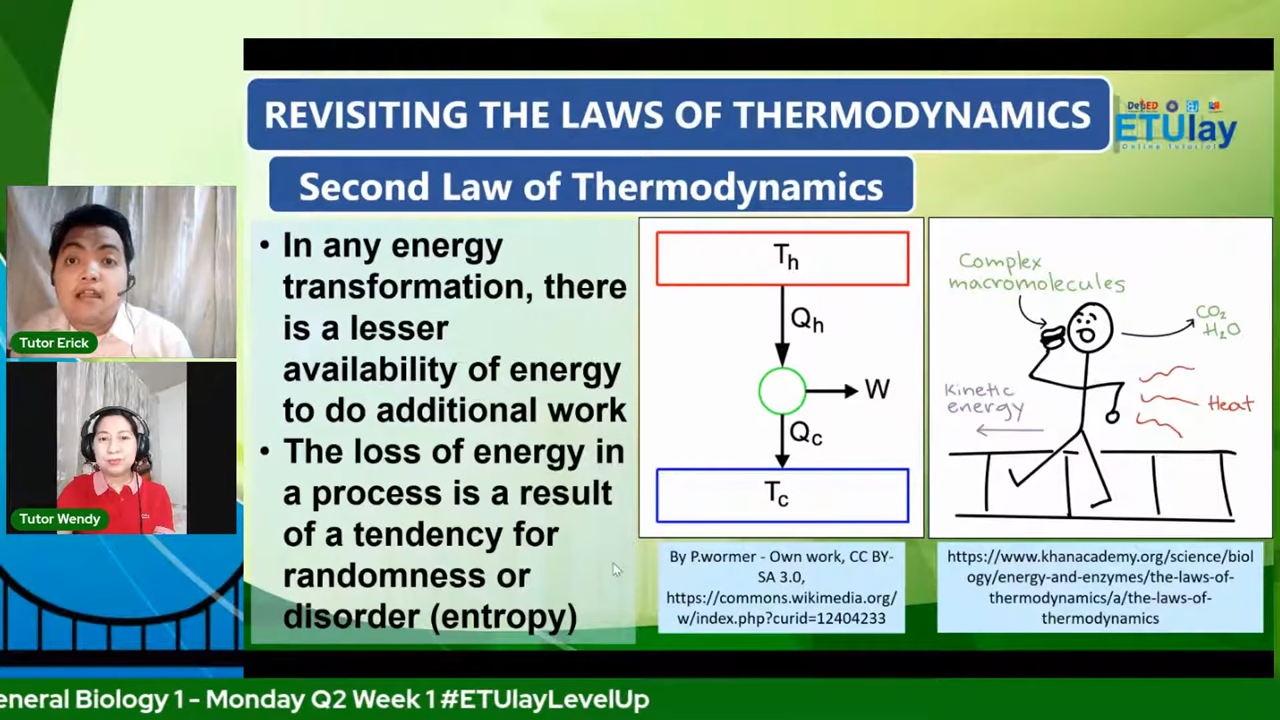 REVISITING THE LAWS OF THERMODYNAMICS
DepED
ETUlay
Online Tutorial
Second Law of Thermodynamics
• In any energy
transformation, there
is a lesser
availability of energy
to do additional work
• The loss of energy in
a process is a result
of a tendency for
randomness or
disorder (entropy)
Th
Qh
W
Qc
Tc
By P.wormer - Own work, CC BY-
SA 3.0,
https://commons.wikimedia.org/
w/index.php?curid=12404233
Complex
macromolecules
CO2
H2O
Kinetic
energy
Heat
https://www.khanacademy.org/science/biol
ogy/energy-and-enzymes/the-laws-of-
thermodynamics/a/the-laws-of-
thermodynamics
Tutor Erick
Tutor Wendy
eneral Biology 1 - Monday Q2 Week 1 #ETUlayLevelUp